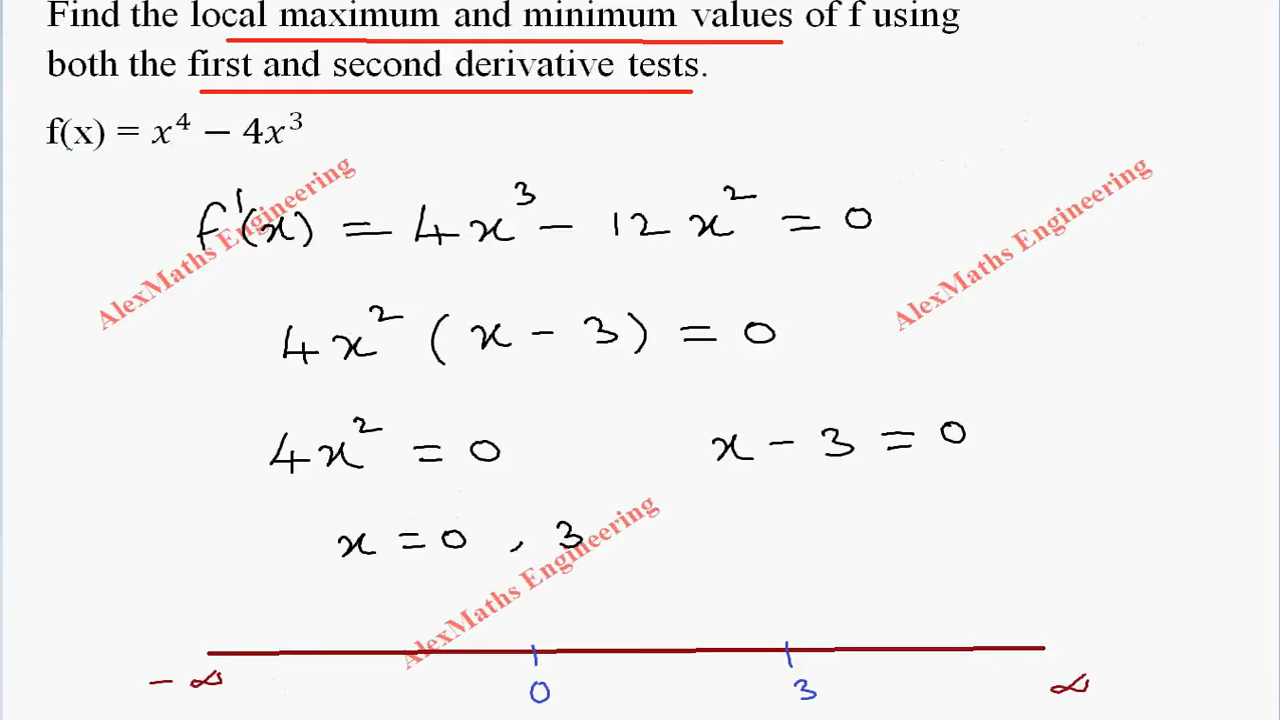 Find the local maximum and minimum values of f using
both the first and second derivative tests.
f(x) = x⁴ − 4x³
AlexMaths Engineering
AlexMaths Engineering
f'(x) = 4x³ − 12x² = 0
4x² (x − 3) = 0
4x² = 0 x − 3 = 0
x = 0 , 3
AlexMaths Engineering
− ∞ 0 3 ∞